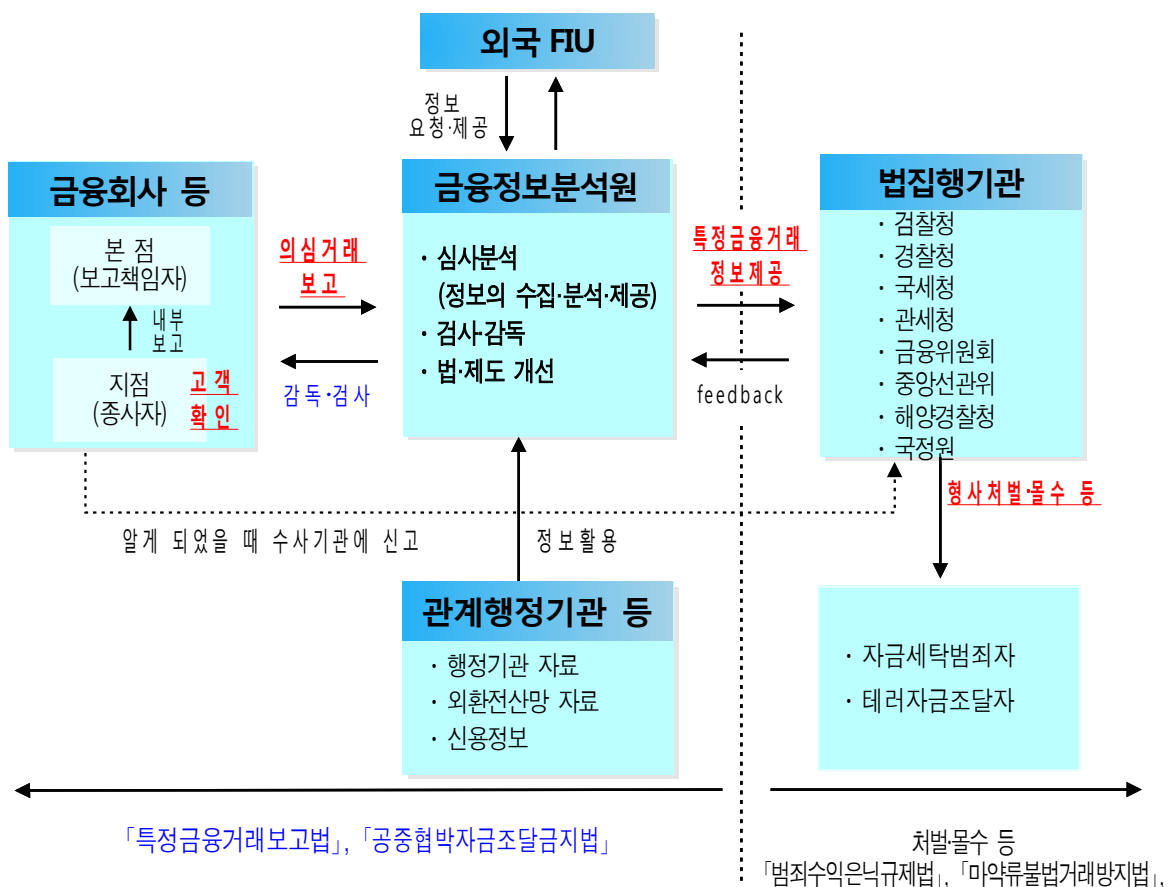 외국 FIU
정보
요청·제공
금융회사 등
본 점
(보고책임자)
내부
보고
지점
(종사자)
고객
확인
의심거래
보고
감독·검사
금융정보분석원
· 심사분석
(정보의 수집·분석·제공)
· 검사·감독
· 법·제도 개선
특정금융거래
정보제공
feedback
법집행기관
· 검찰청
· 경찰청
· 국세청
· 관세청
· 금융위원회
· 중앙선관위
· 해양경찰청
· 국정원
형사처벌·몰수 등
알게 되었을 때 수사기관에 신고
정보활용
관계행정기관 등
· 행정기관 자료
· 외환전산망 자료
· 신용정보
· 자금세탁범죄자
· 테러자금조달자
「특정금융거래보고법」, 「공중협박자금조달금지법」
처벌·몰수 등
「범죄수익은닉규제법」, 「마약류불법거래방지법」,